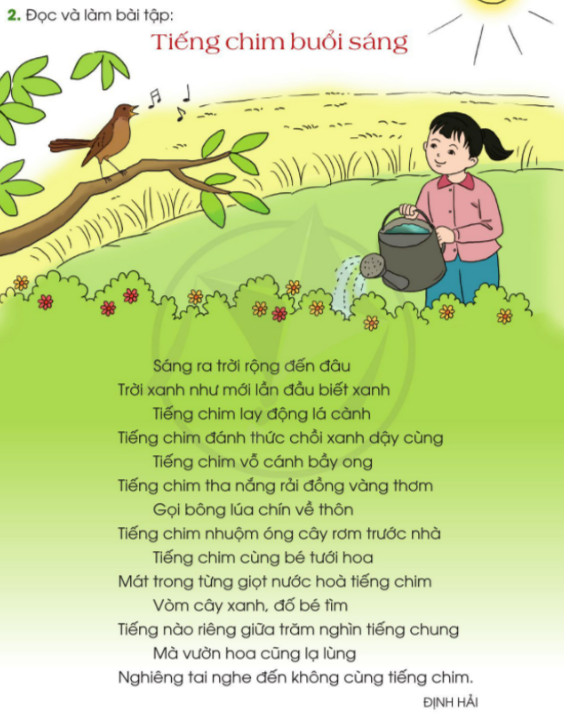 2. Đọc và làm bài tập:
Tiếng chim buổi sáng
Sáng ra trời rộng đến đâu
Trời xanh như mới lần đầu biết xanh
Tiếng chim lay động lá cành
Tiếng chim đánh thức chồi xanh dậy cùng
Tiếng chim vỗ cánh bầy ong
Tiếng chim tha nắng rải đồng vàng thơm
Gọi bông lúa chín về thôn
Tiếng chim nhuộm óng cây rơm trước nhà
Tiếng chim cùng bé tưới hoa
Mát trong từng giọt nước hoà tiếng chim
Vòm cây xanh, đố bé tìm
Tiếng nào riêng giữa trăm nghìn tiếng chung
Mà vườn hoa cũng lạ lùng
Nghiêng tai nghe đến không cùng tiếng chim.
ĐỊNH HẢI